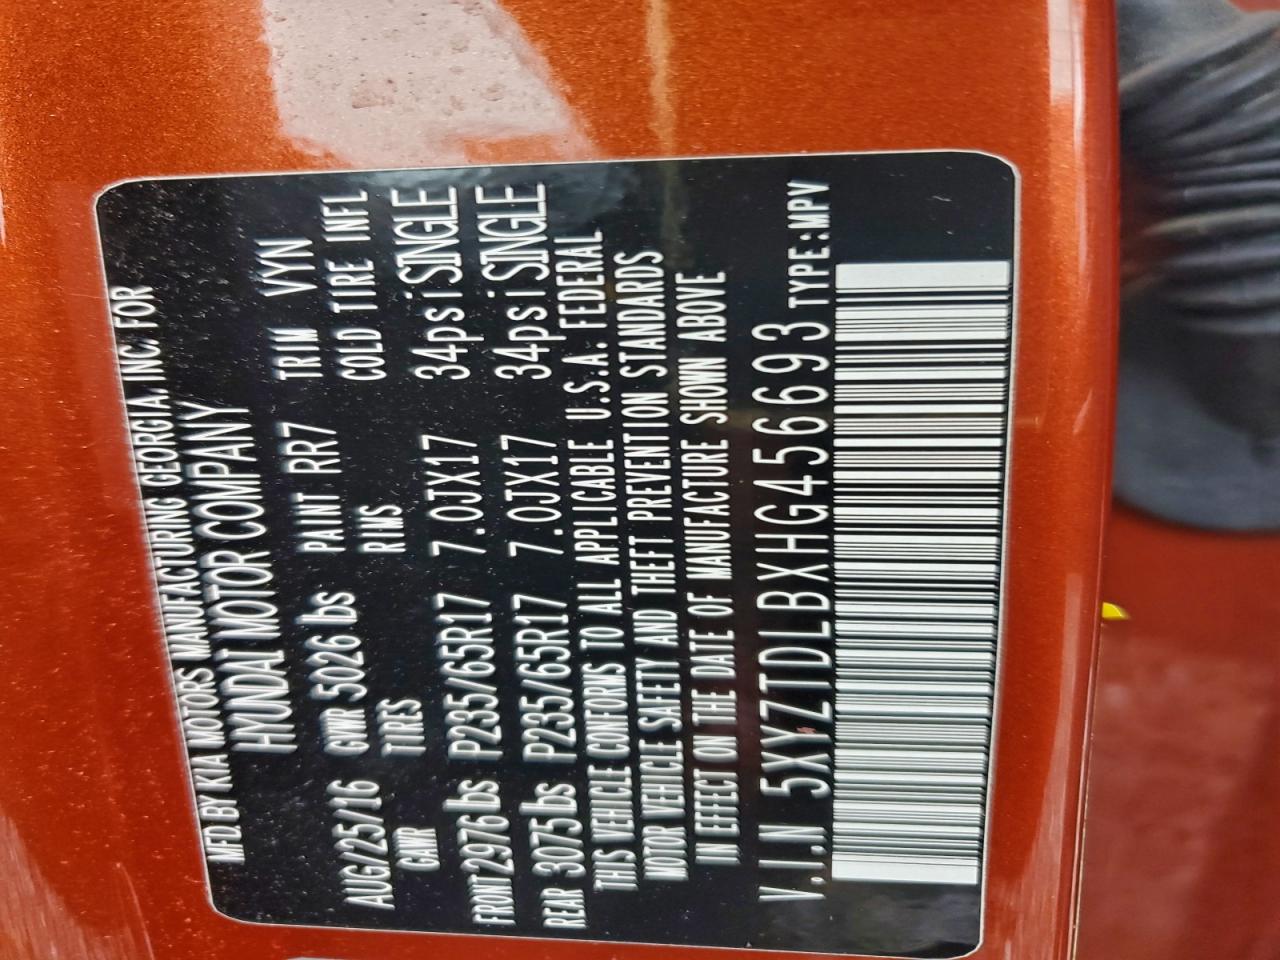 MFD. BY KIA MOTORS MANUFACTURING GEORGIA, INC. FOR
HYUNDAI MOTOR COMPANY
AUG/25/16 GVWR 5026 lbs PAINT RR7 TRIM VYN
GAWR TIRES RIMS COLD TIRE INFL
FRONT 2976 lbs P235/65R17 7.0JX17 34psi SINGLE
REAR 3075 lbs P235/65R17 7.0JX17 34psi SINGLE
THIS VEHICLE CONFORMS TO ALL APPLICABLE U.S.A. FEDERAL
MOTOR VEHICLE SAFETY AND THEFT PREVENTION STANDARDS
IN EFFECT ON THE DATE OF MANUFACTURE SHOWN ABOVE
V.I.N 5XYZTDLBXHG456693 TYPE:MPV